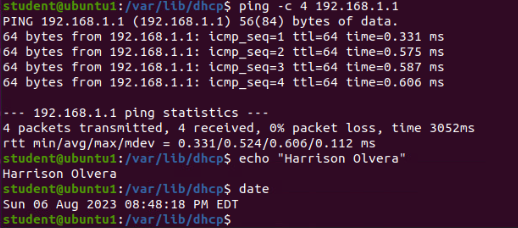 student@ubuntu1:/var/lib/dhcp$ ping -c 4 192.168.1.1
PING 192.168.1.1 (192.168.1.1) 56(84) bytes of data.
64 bytes from 192.168.1.1: icmp_seq=1 ttl=64 time=0.331 ms
64 bytes from 192.168.1.1: icmp_seq=2 ttl=64 time=0.575 ms
64 bytes from 192.168.1.1: icmp_seq=3 ttl=64 time=0.587 ms
64 bytes from 192.168.1.1: icmp_seq=4 ttl=64 time=0.606 ms

--- 192.168.1.1 ping statistics ---
4 packets transmitted, 4 received, 0% packet loss, time 3052ms
rtt min/avg/max/mdev = 0.331/0.524/0.606/0.112 ms
student@ubuntu1:/var/lib/dhcp$ echo "Harrison Olvera"
Harrison Olvera
student@ubuntu1:/var/lib/dhcp$ date
Sun 06 Aug 2023 08:48:18 PM EDT
student@ubuntu1:/var/lib/dhcp$